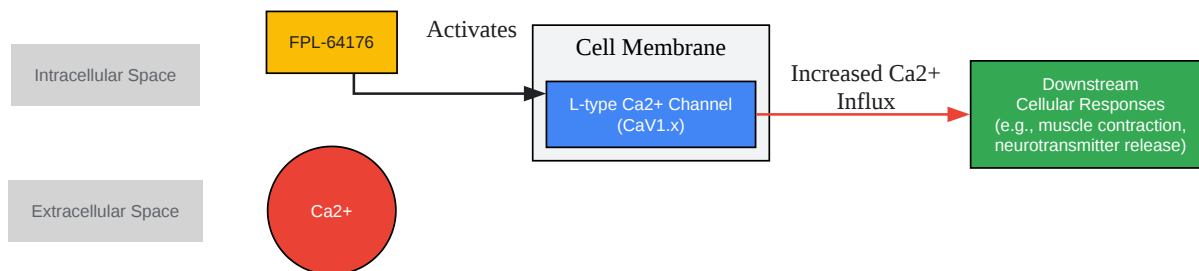 FPL-64176
Activates
Cell Membrane
Intracellular Space
L-type Ca2+ Channel
(CaV1.x)
Increased Ca2+
Influx
Downstream
Cellular Responses
(e.g., muscle contraction,
neurotransmitter release)
Extracellular Space
Ca2+